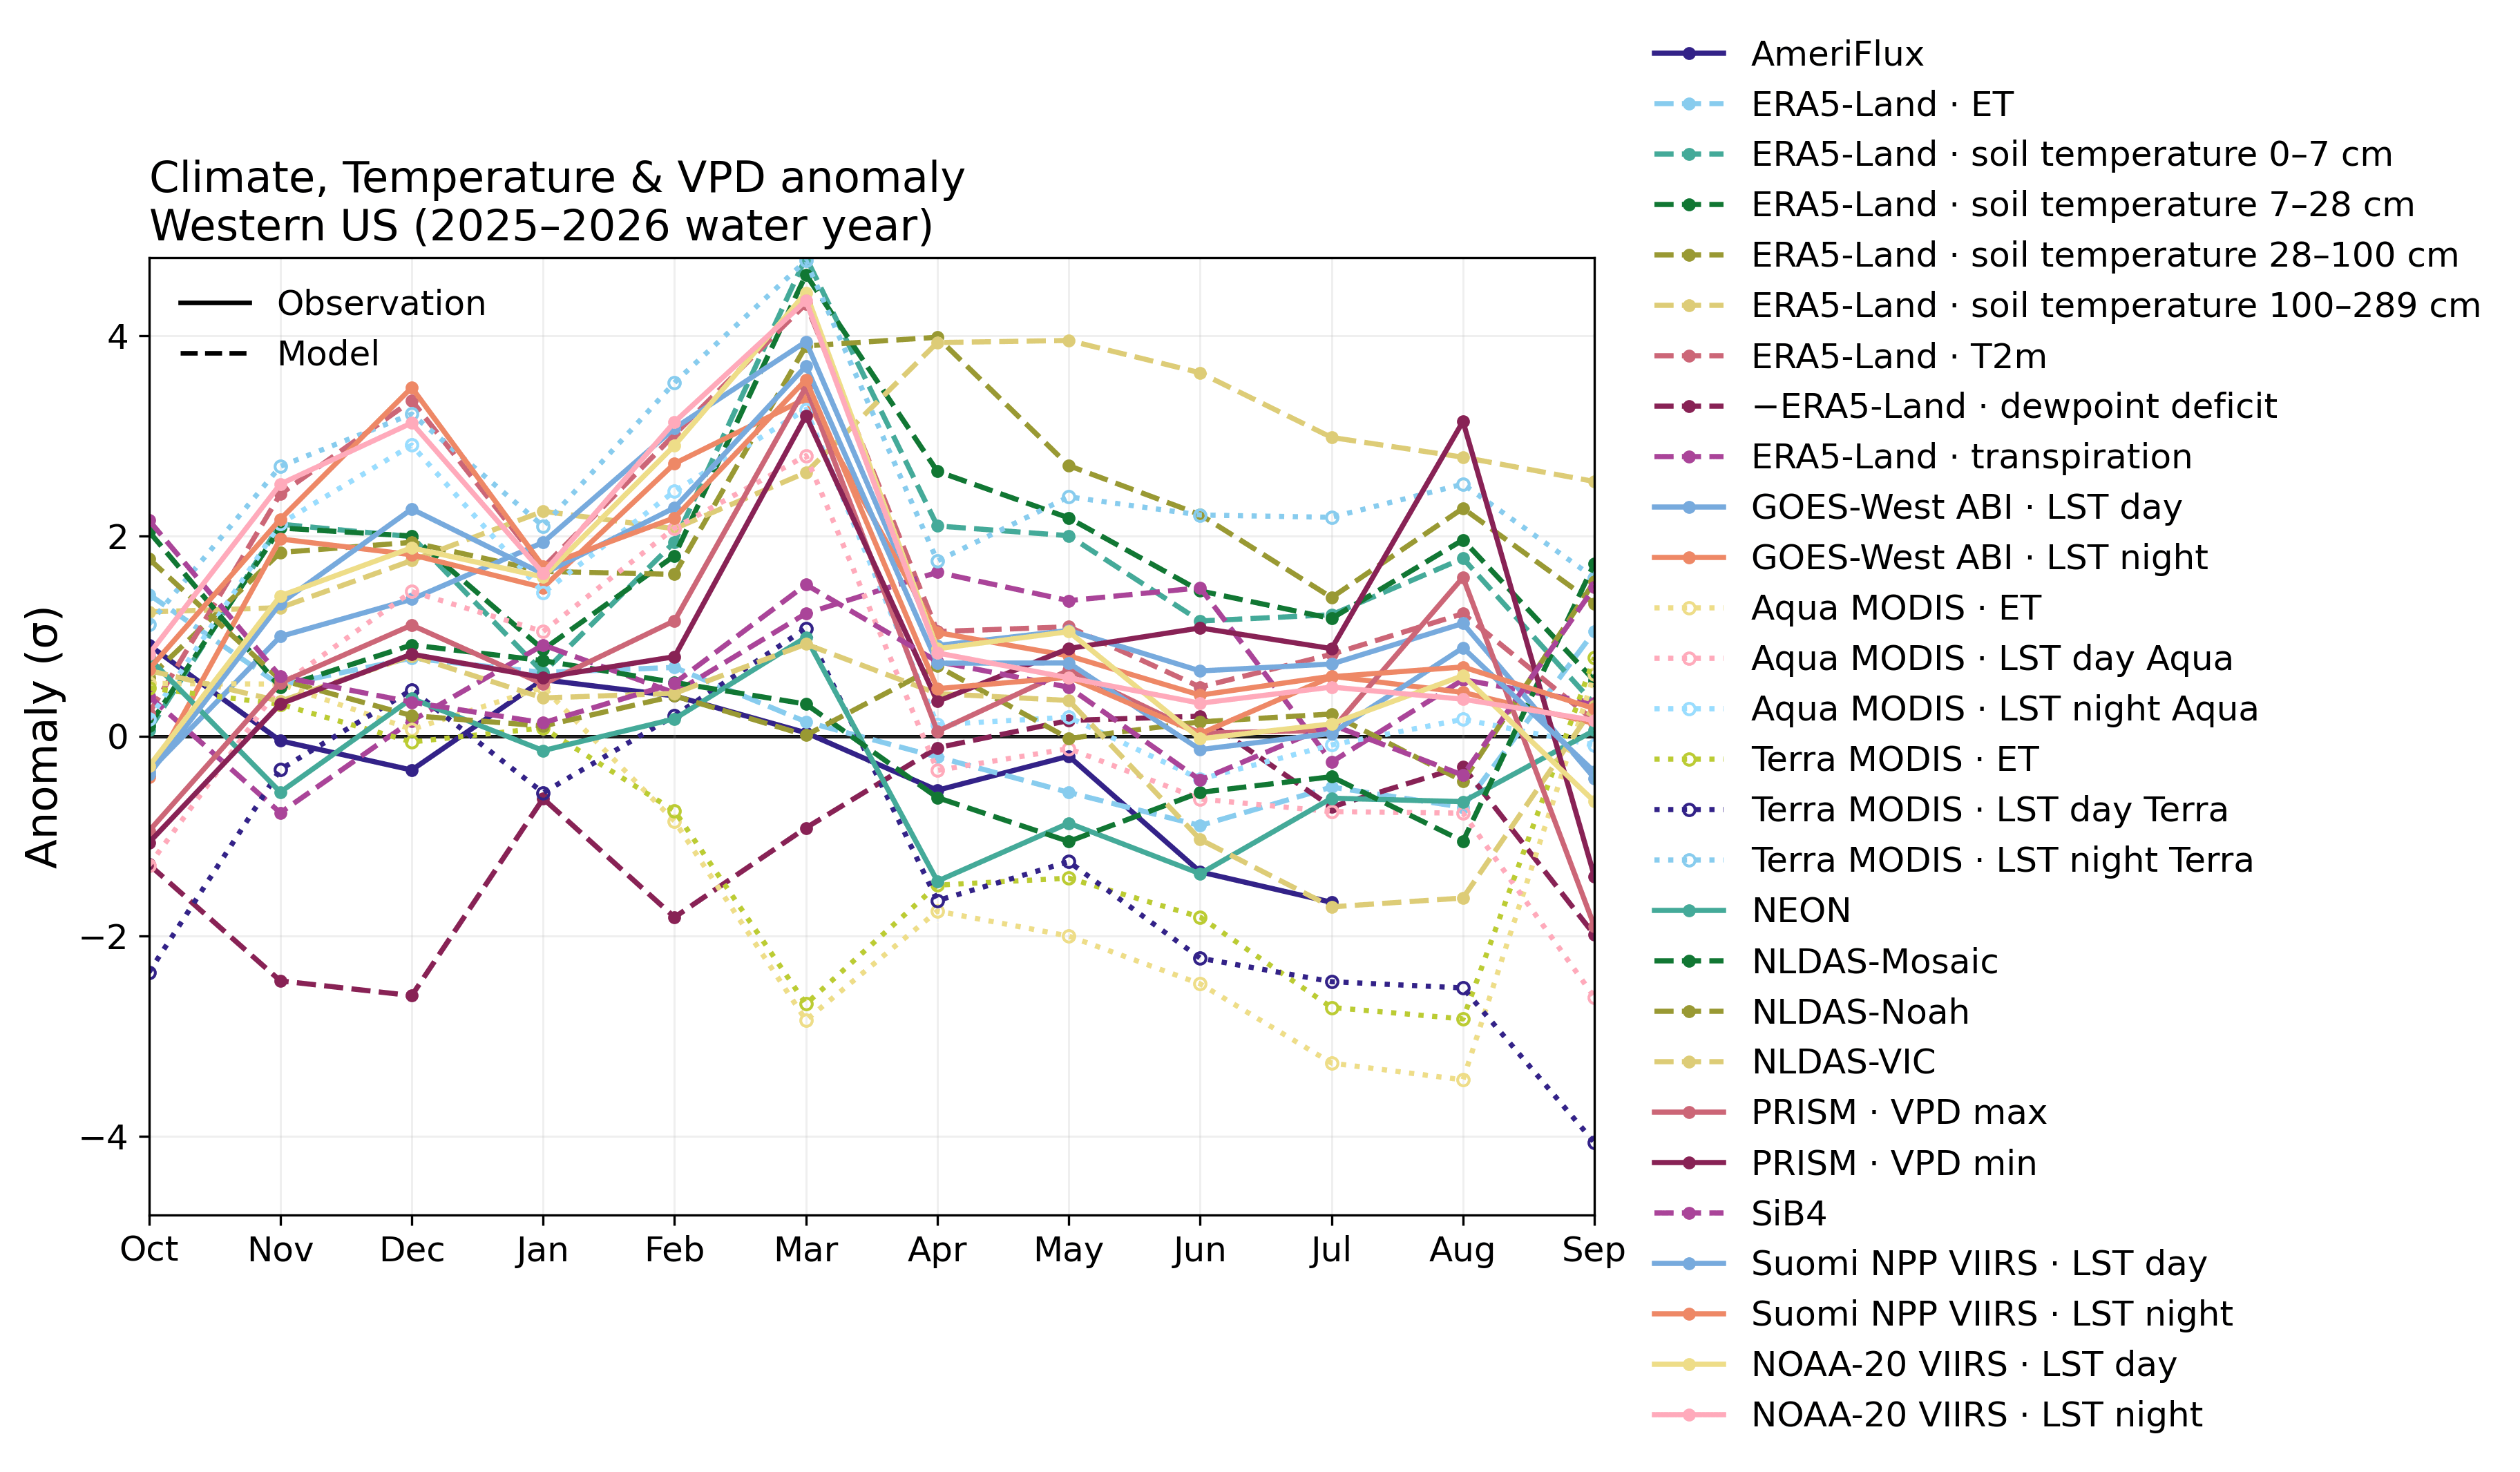 Climate, Temperature & VPD anomaly
Western US (2025–2026 water year)
Observation
Model
Anomaly (σ)
4
2
0
−2
−4
Oct
Nov
Dec
Jan
Feb
Mar
Apr
May
Jun
Jul
Aug
Sep
AmeriFlux
ERA5-Land · ET
ERA5-Land · soil temperature 0–7 cm
ERA5-Land · soil temperature 7–28 cm
ERA5-Land · soil temperature 28–100 cm
ERA5-Land · soil temperature 100–289 cm
ERA5-Land · T2m
−ERA5-Land · dewpoint deficit
ERA5-Land · transpiration
GOES-West ABI · LST day
GOES-West ABI · LST night
Aqua MODIS · ET
Aqua MODIS · LST day Aqua
Aqua MODIS · LST night Aqua
Terra MODIS · ET
Terra MODIS · LST day Terra
Terra MODIS · LST night Terra
NEON
NLDAS-Mosaic
NLDAS-Noah
NLDAS-VIC
PRISM · VPD max
PRISM · VPD min
SiB4
Suomi NPP VIIRS · LST day
Suomi NPP VIIRS · LST night
NOAA-20 VIIRS · LST day
NOAA-20 VIIRS · LST night